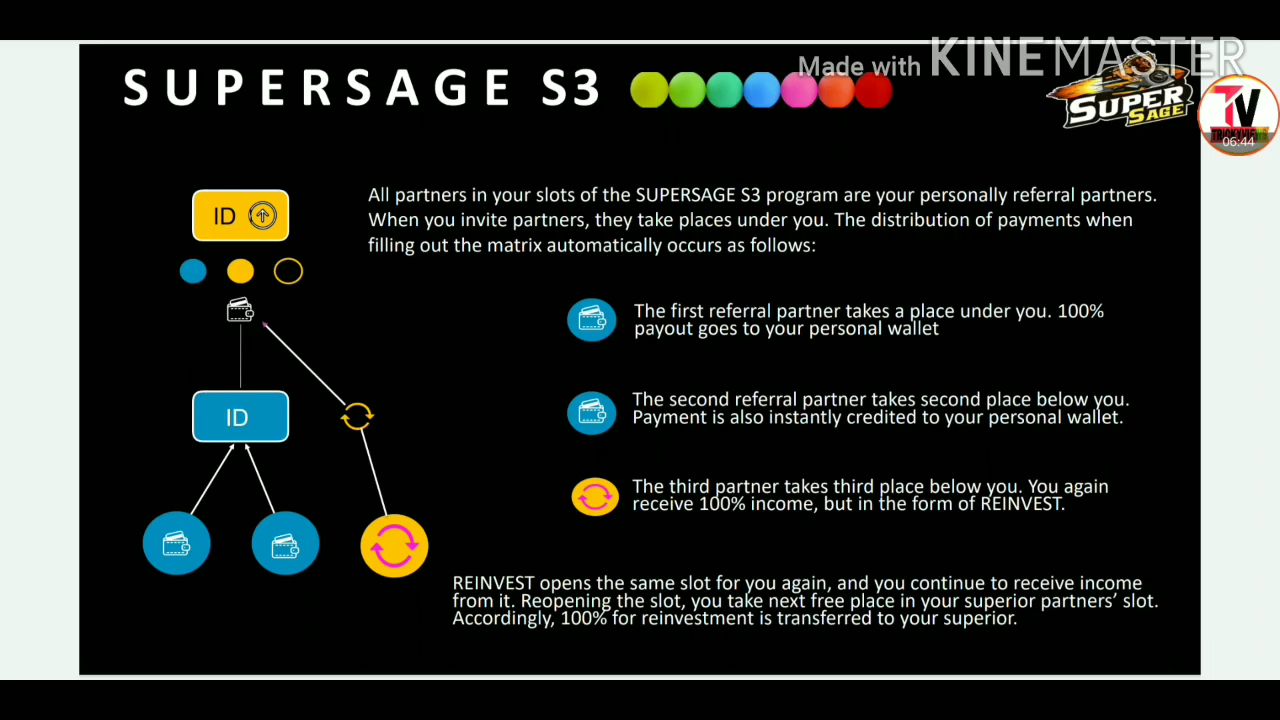 Made with KINEMASTER
SUPERSAGE S3
SUPER
SAGE
TV
06:44
ID
All partners in your slots of the SUPERSAGE S3 program are your personally referral partners.
When you invite partners, they take places under you. The distribution of payments when
filling out the matrix automatically occurs as follows:
The first referral partner takes a place under you. 100%
payout goes to your personal wallet
ID
The second referral partner takes second place below you.
Payment is also instantly credited to your personal wallet.
The third partner takes third place below you. You again
receive 100% income, but in the form of REINVEST.
REINVEST opens the same slot for you again, and you continue to receive income
from it. Reopening the slot, you take next free place in your superior partners’ slot.
Accordingly, 100% for reinvestment is transferred to your superior.